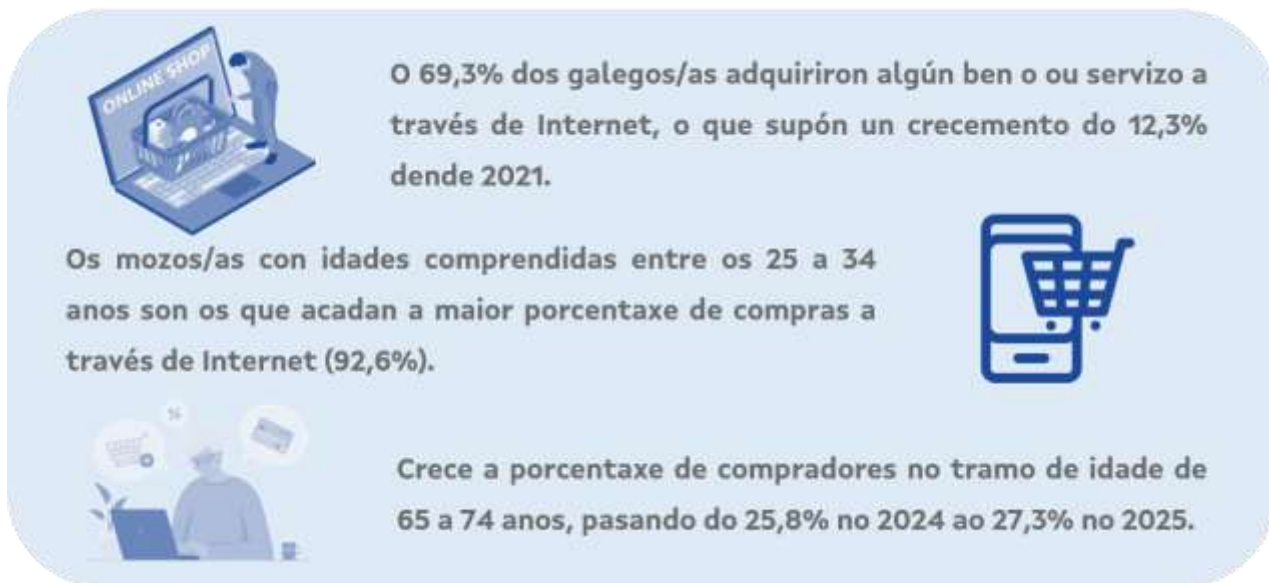 ONLINE SHOP
O 69,3% dos galegos/as adquiriron algún ben o ou servizo a
través de Internet, o que supón un crecemento do 12,3%
dende 2021.
Os mozos/as con idades comprendidas entre os 25 a 34
anos son os que acadan a maior porcentaxe de compras a
través de Internet (92,6%).
%
Crece a porcentaxe de compradores no tramo de idade de
65 a 74 anos, pasando do 25,8% no 2024 ao 27,3% no 2025.